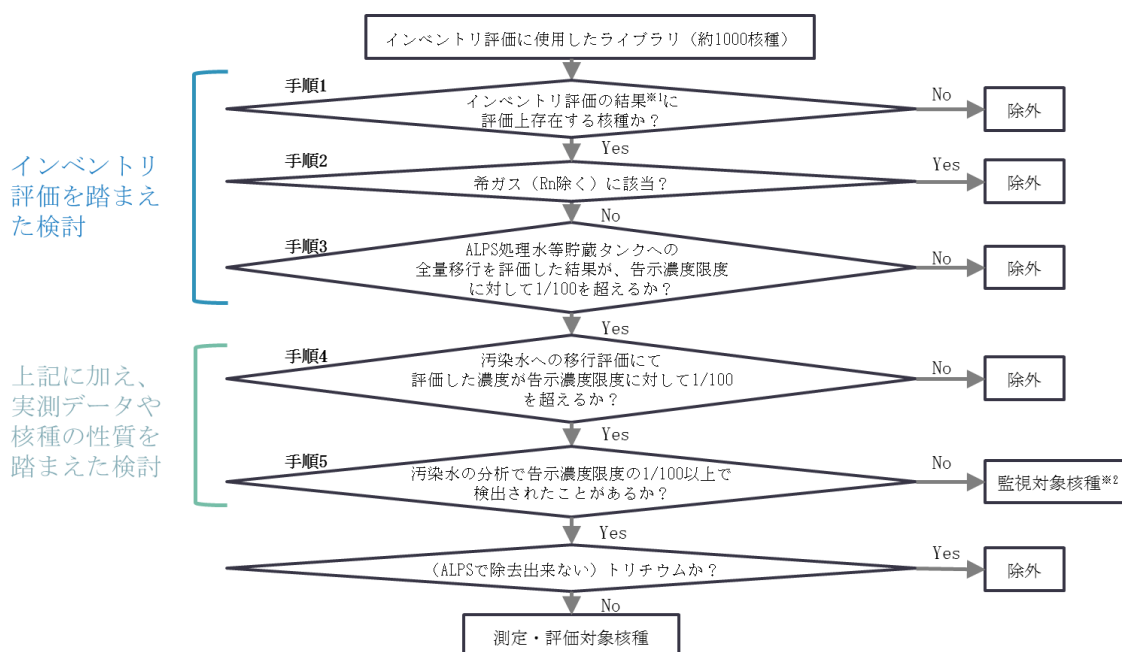 インベントリ評価に使用したライブラリ（約1000核種）
手順1
インベントリ評価の結果※1に
評価上存在する核種か？
No
除外
Yes
インベントリ
評価を踏まえ
た検討
手順2
希ガス（Rn除く）に該当？
Yes
除外
No
手順3
ALPS処理水等貯蔵タンクへの
全量移行を評価した結果が、告示濃度限度
に対して1/100を超えるか？
No
除外
Yes
上記に加え、
実測データや
核種の性質を
踏まえた検討
手順4
汚染水への移行評価にて
評価した濃度が告示濃度限度に対して1/100
を超えるか？
No
除外
Yes
手順5
汚染水の分析で告示濃度限度の1/100以上で
検出されたことがあるか？
No
監視対象核種※2
Yes
（ALPSで除去出来ない）トリチウムか？
Yes
除外
No
測定・評価対象核種